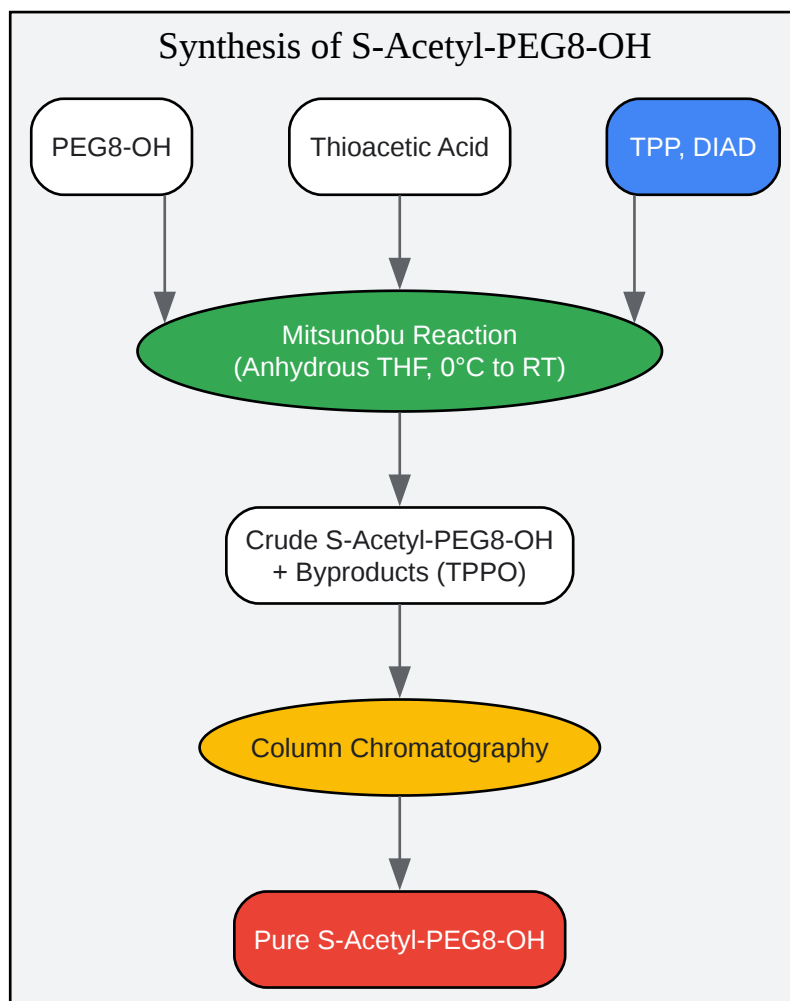 Synthesis of S-Acetyl-PEG8-OH
PEG8-OH
Thioacetic Acid
TPP, DIAD
Mitsunobu Reaction
(Anhydrous THF, 0°C to RT)
Crude S-Acetyl-PEG8-OH
+ Byproducts (TPPO)
Column Chromatography
Pure S-Acetyl-PEG8-OH